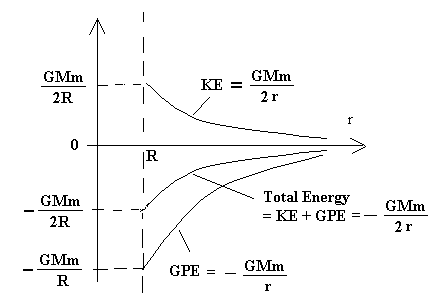 GMm
2R
KE = GMm
2 r
r
0
R
Total Energy
= KE + GPE = − GMm
2 r
− GMm
2R
− GMm
R
GPE = − GMm
r